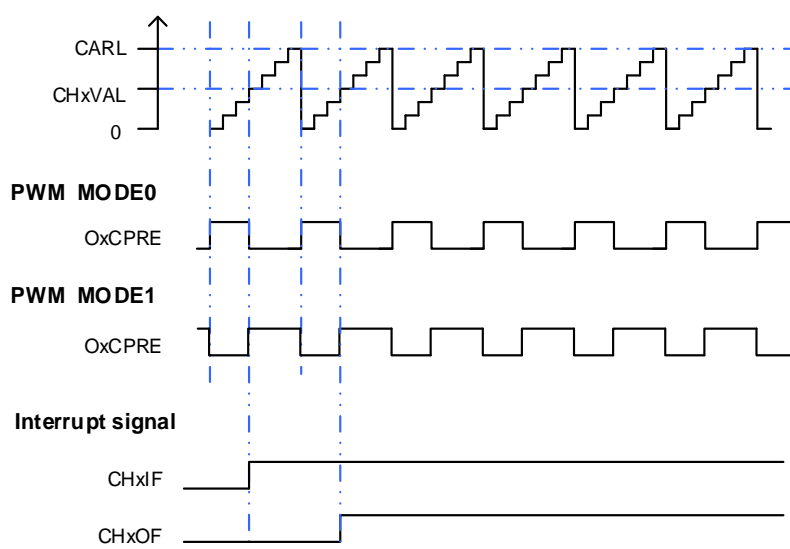 CARL
CHxVAL
0
PWM MODE0
OxCPRE
PWM MODE1
OxCPRE
Interrupt signal
CHxIF
CHxOF